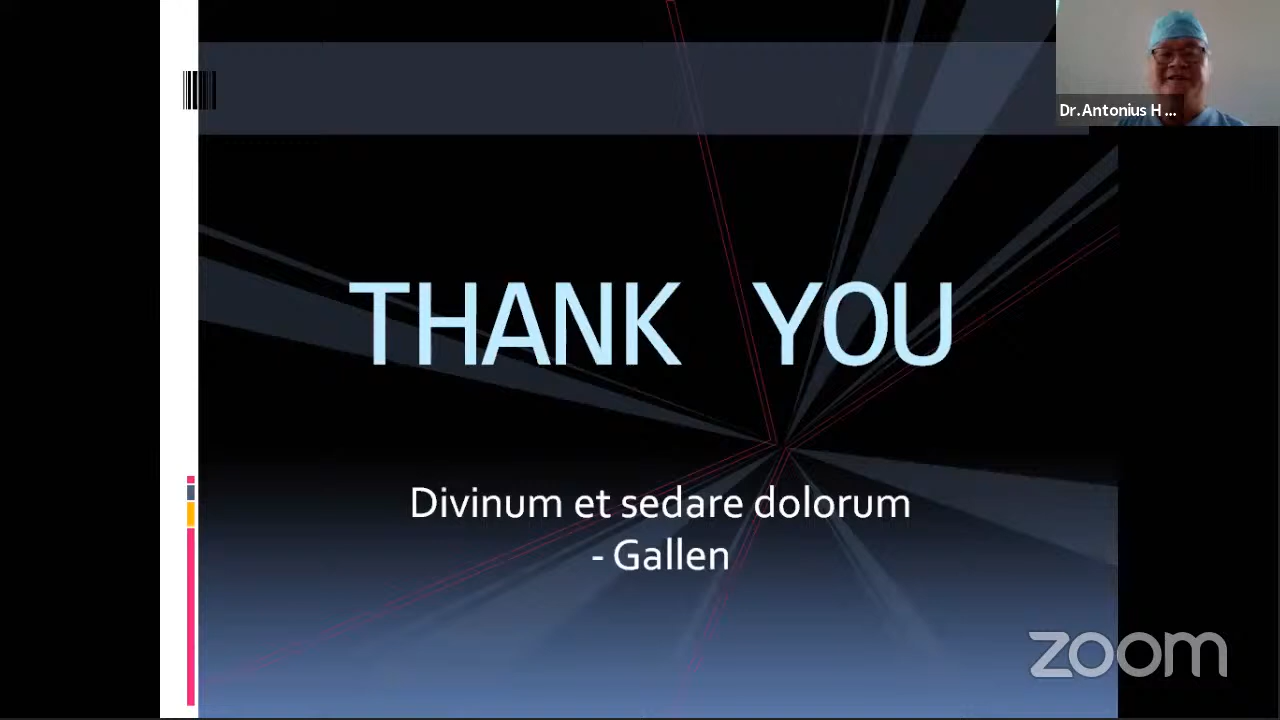 Dr.Antonius H ...
THANK YOU
Divinum et sedare dolorum
- Gallen
zoom